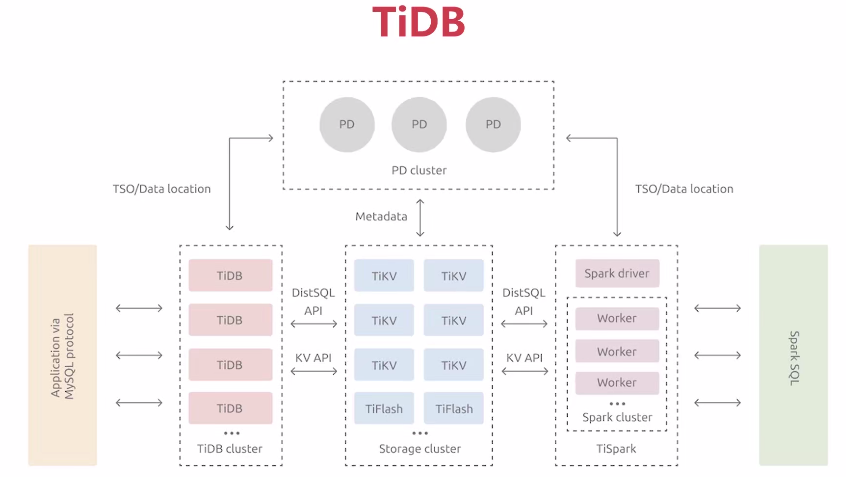 TiDB
PD PD PD
PD cluster
TSO/Data location
TSO/Data location
Metadata
Application via
MySQL protocol
TiDB
TiDB
TiDB
TiDB
•••
TiDB cluster
DistSQL
API
KV API
TiKV TiKV
TiKV TiKV
TiKV TiKV
TiFlash TiFlash
•••
Storage cluster
DistSQL
API
KV API
Spark driver
Worker
Worker
Worker
•••
Spark cluster
TiSpark
Spark SQL